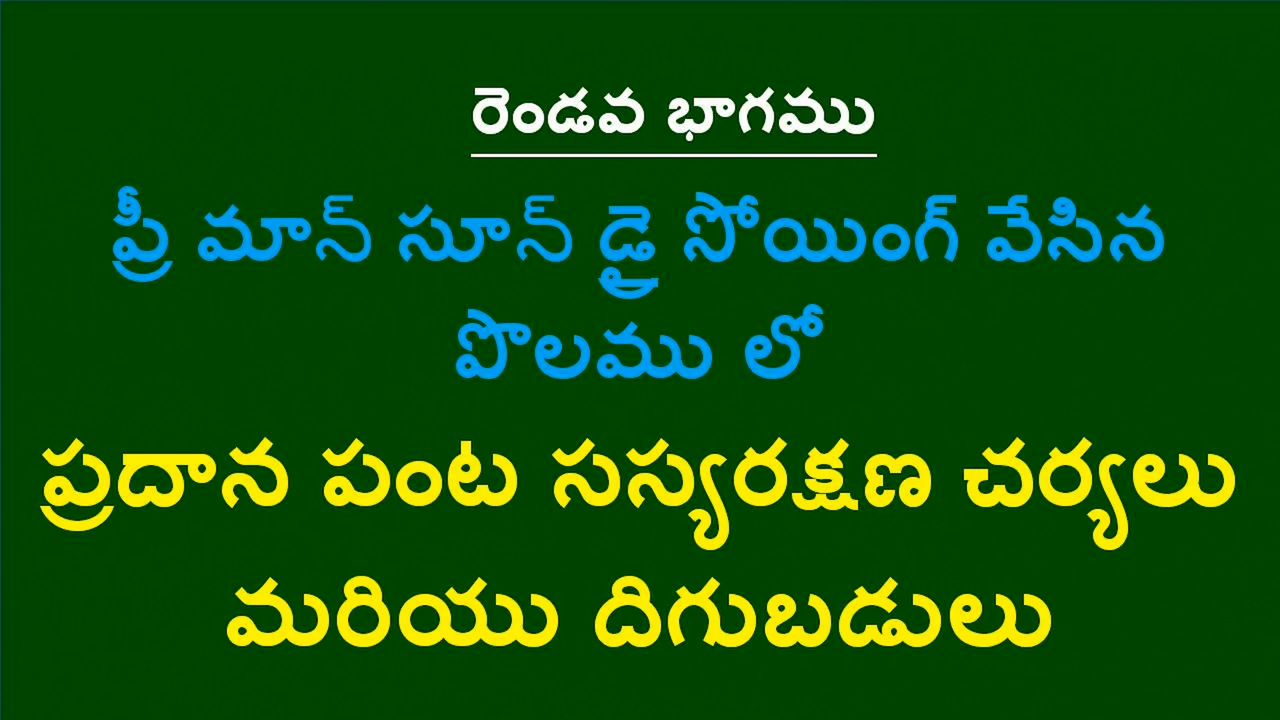 రెండవ భాగము
ప్రీ మాన్ సూన్ డ్రై సోయింగ్ వేసిన
పొలము లో
ప్రదాన పంట సస్యరక్షణ చర్యలు
మరియు దిగుబడులు